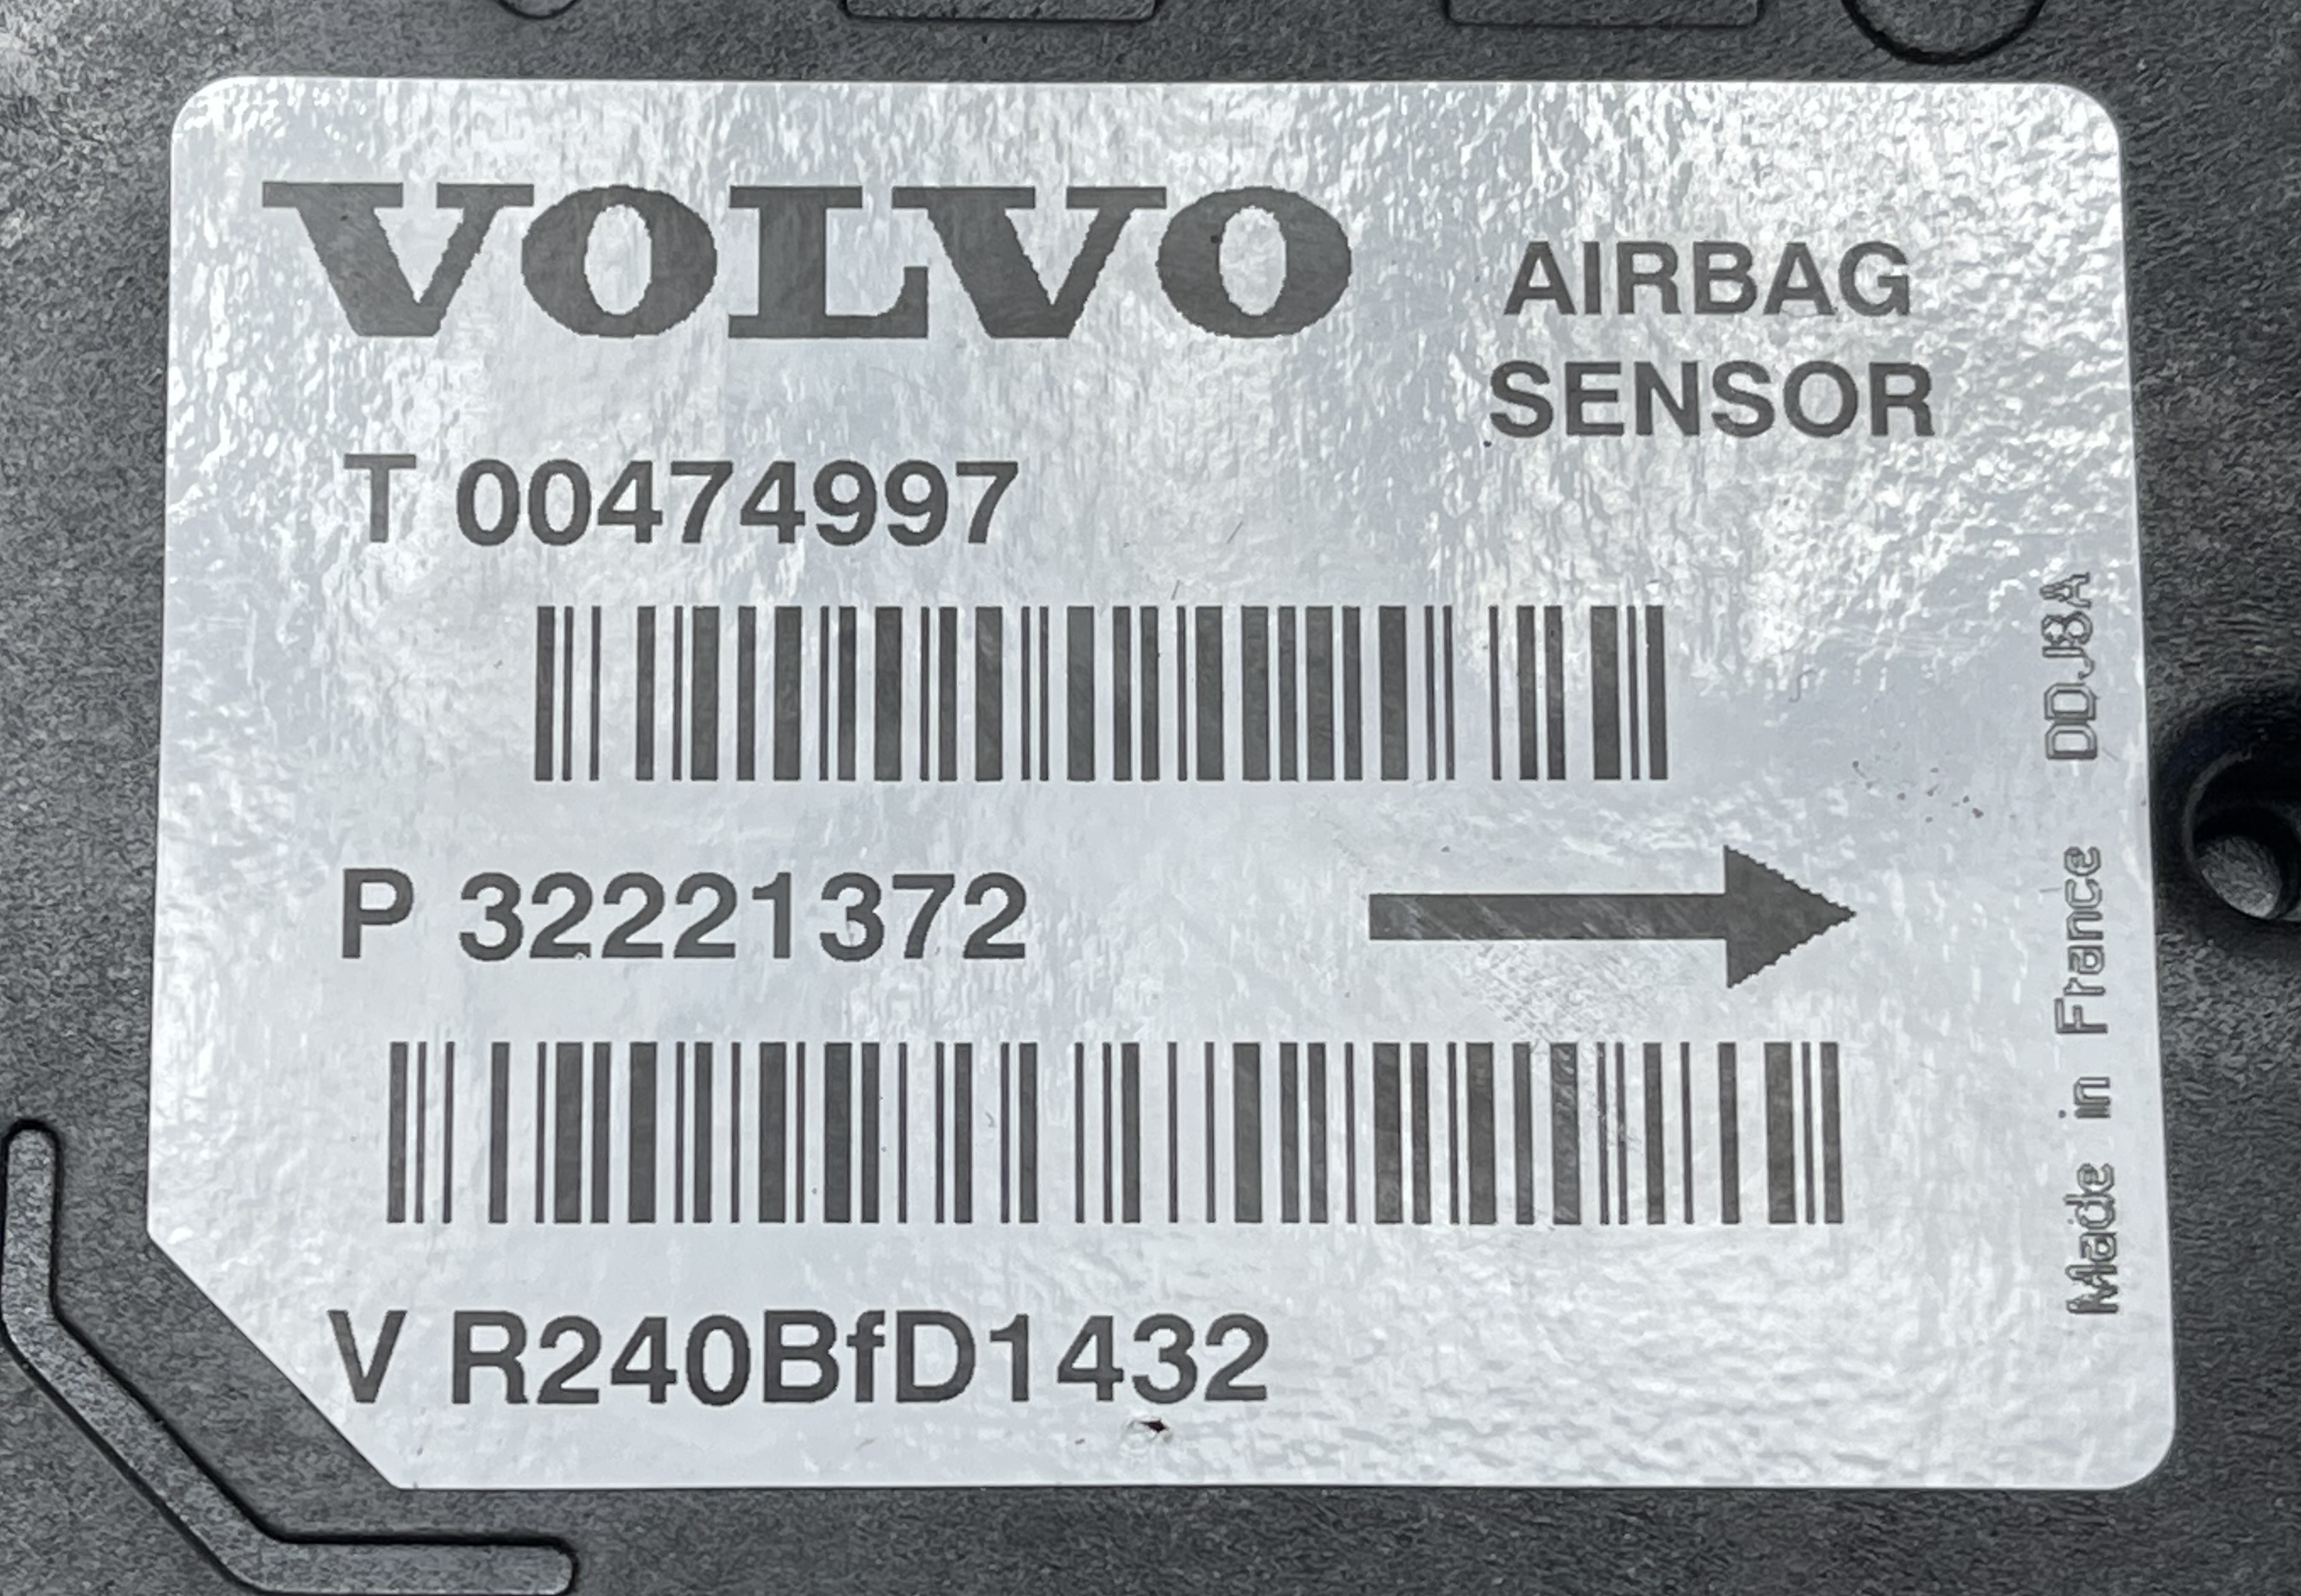 VOLVO
AIRBAG
SENSOR
T 00474997
P 32221372
V R240BfD1432
Made in France DDJ8A